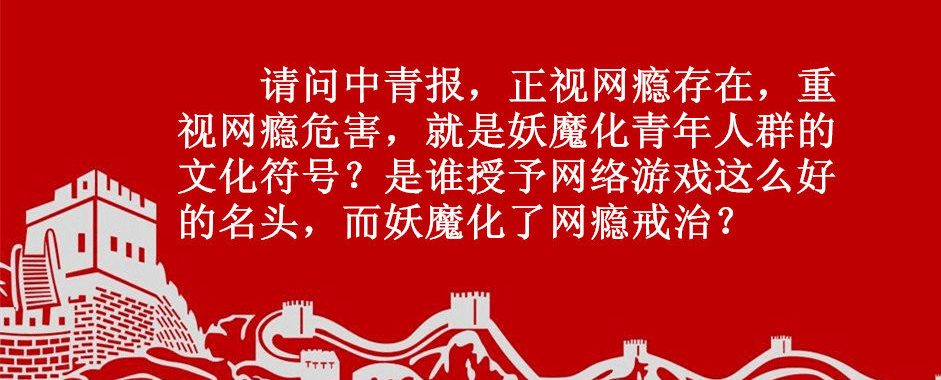 请问中青报，正视网瘾存在，重
视网瘾危害，就是妖魔化青年人群的
文化符号？是谁授予网络游戏这么好
的名头，而妖魔化了网瘾戒治？